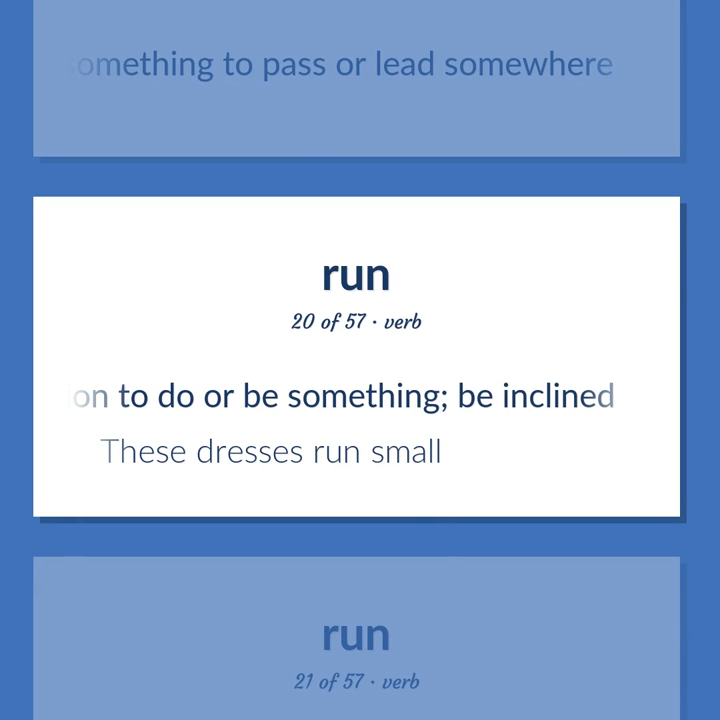 something to pass or lead somewhere
run
20 of 57 · verb
on to do or be something; be inclined
These dresses run small
run
21 of 57 · verb